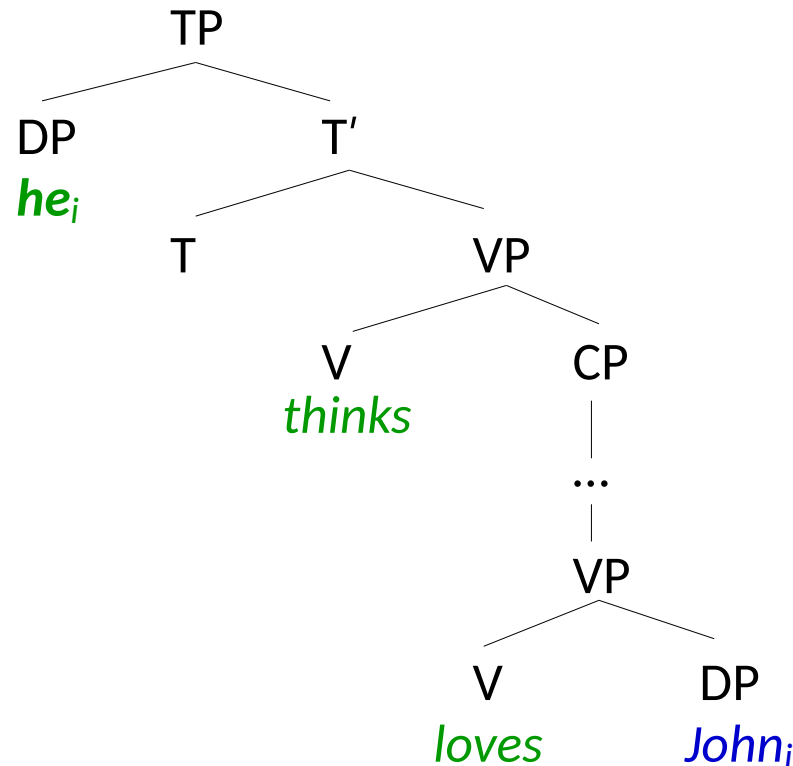 TP
DP T′
he_i
T VP
V CP
thinks
...
VP
V DP
loves John_i